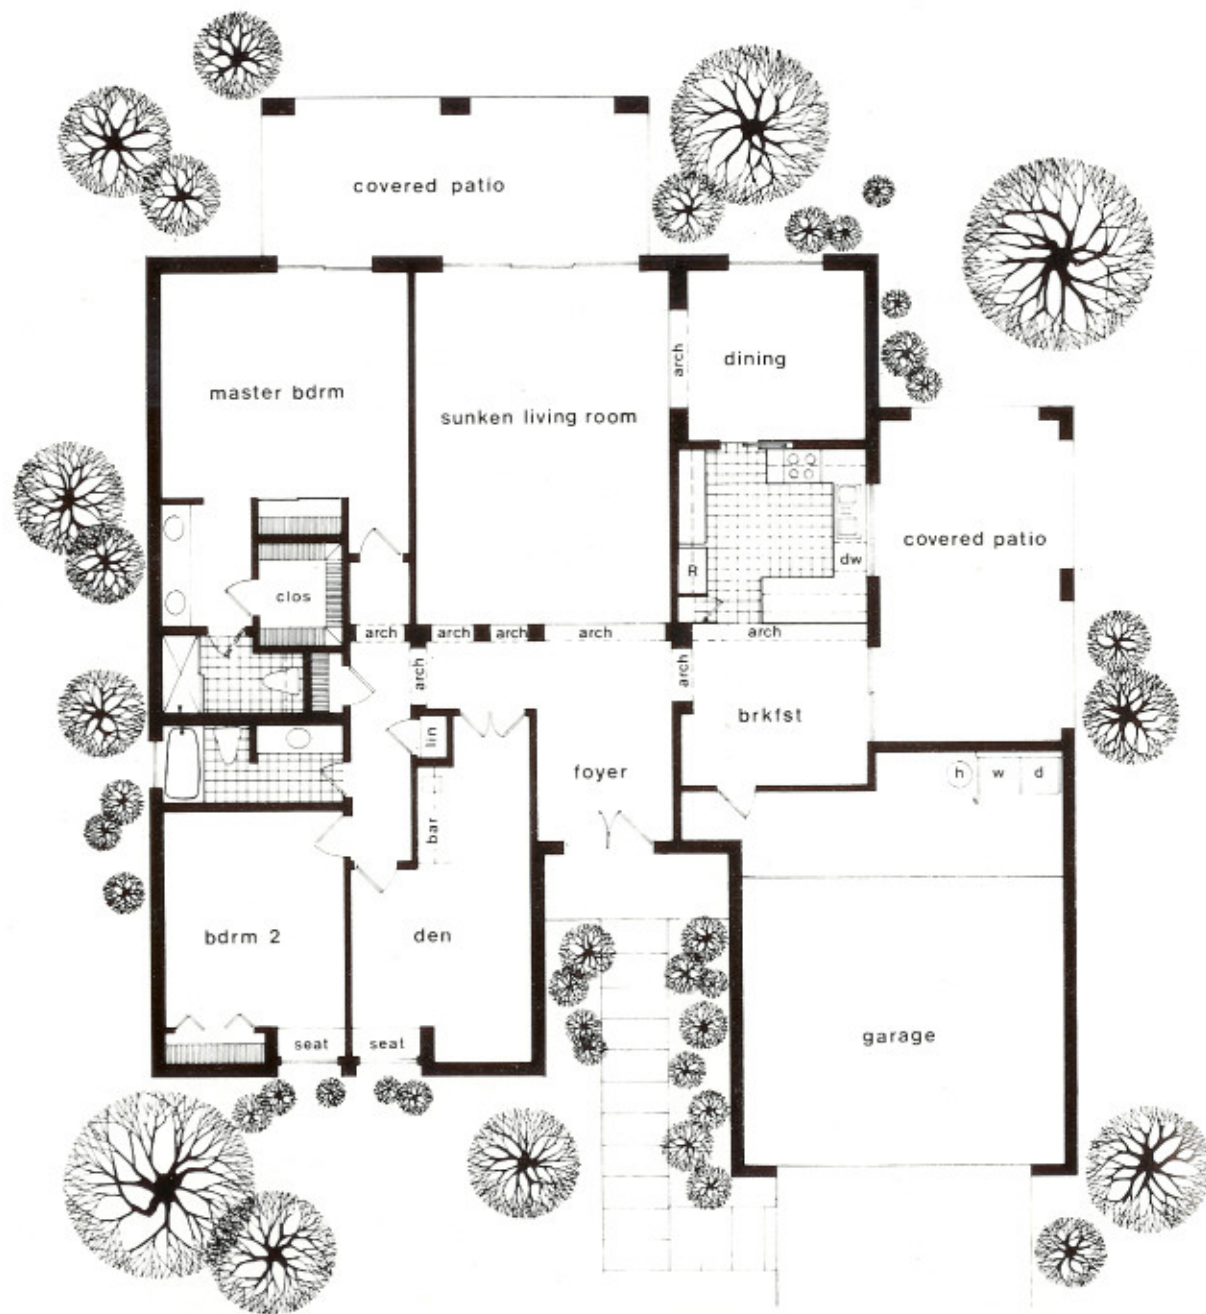 covered patio
arch
dining
master bdrm
sunken living room
covered patio
dw
R
clos
arch
arch
arch
arch
arch
arch
arch
brkfst
lin
foyer
h
w
d
bar
bdrm 2
den
garage
seat
seat